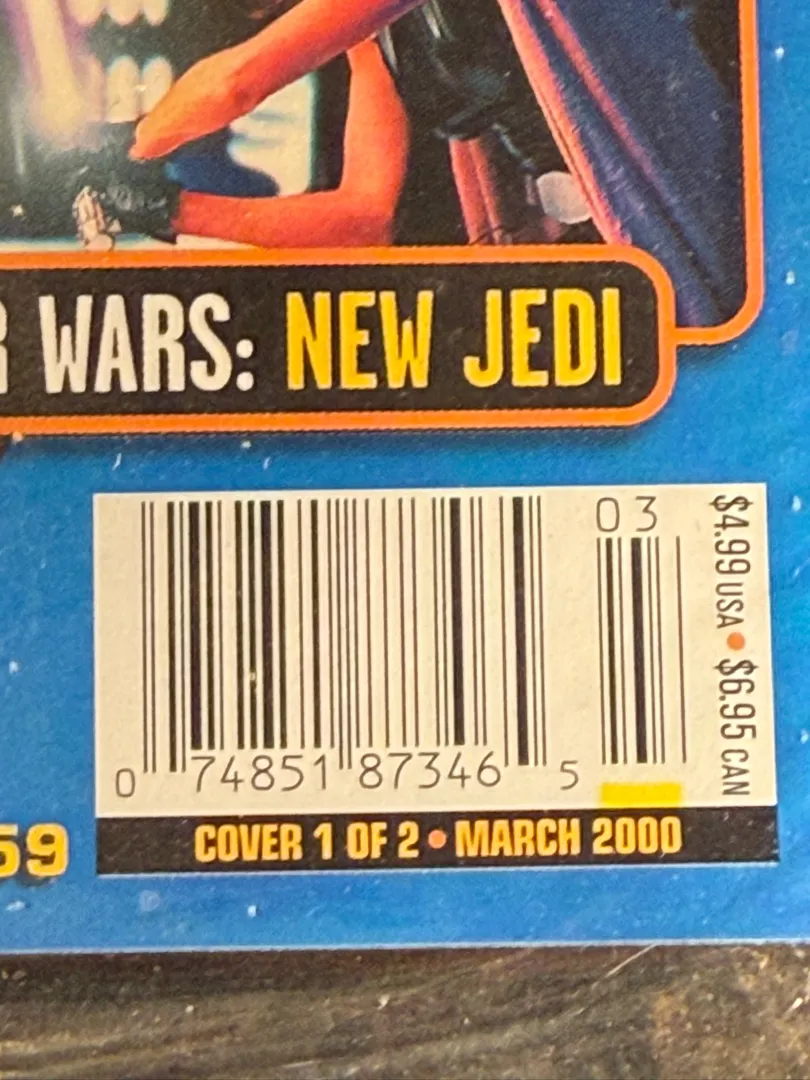 WARS: NEW JEDI
03
$4.99 USA • $6.95 CAN
0 74851 87346 5
59
COVER 1 OF 2 • MARCH 2000